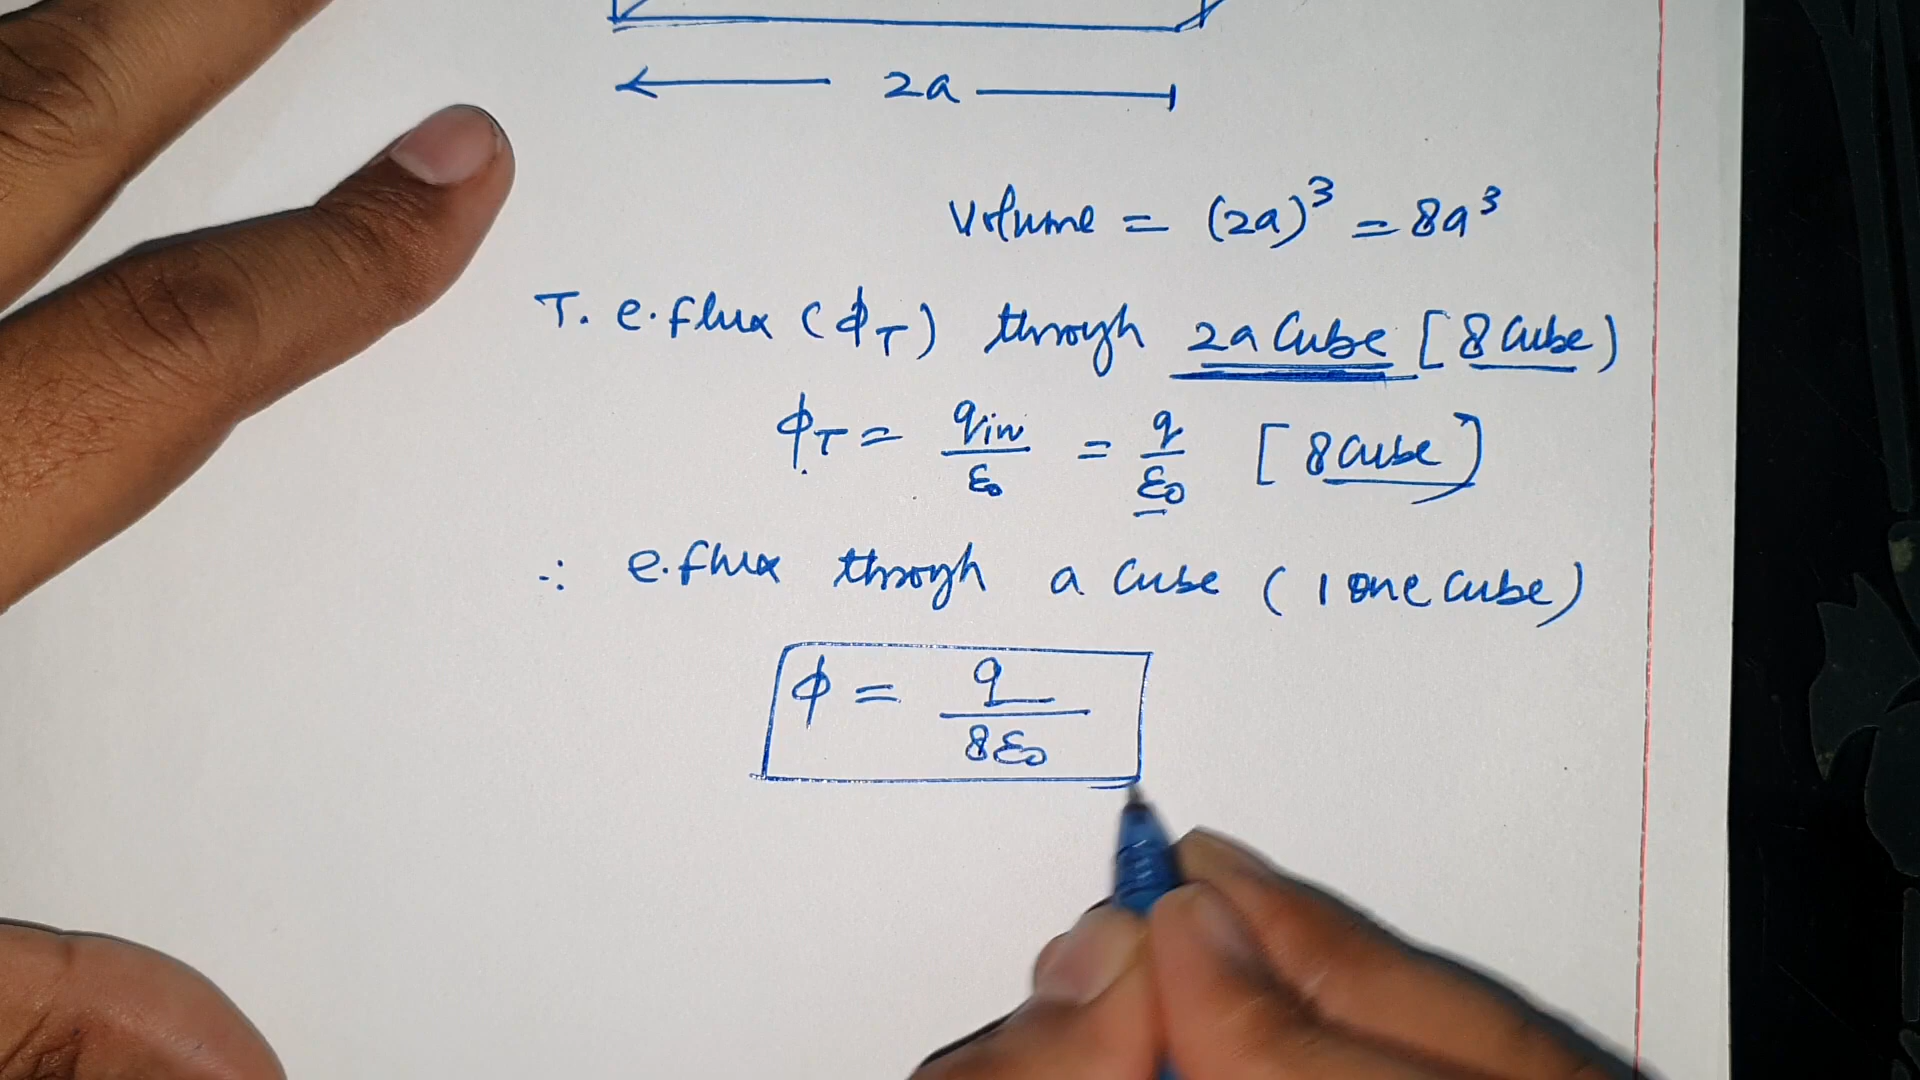 2a
Volume = (2a)³ = 8a³
T. e. flux (ϕT) through 2a Cube [8 Cube)
ϕT = qin/ε0 = q/ε0 [8 Cube]
∴ e. flux through a Cube (1 one Cube)
ϕ = q/8ε0